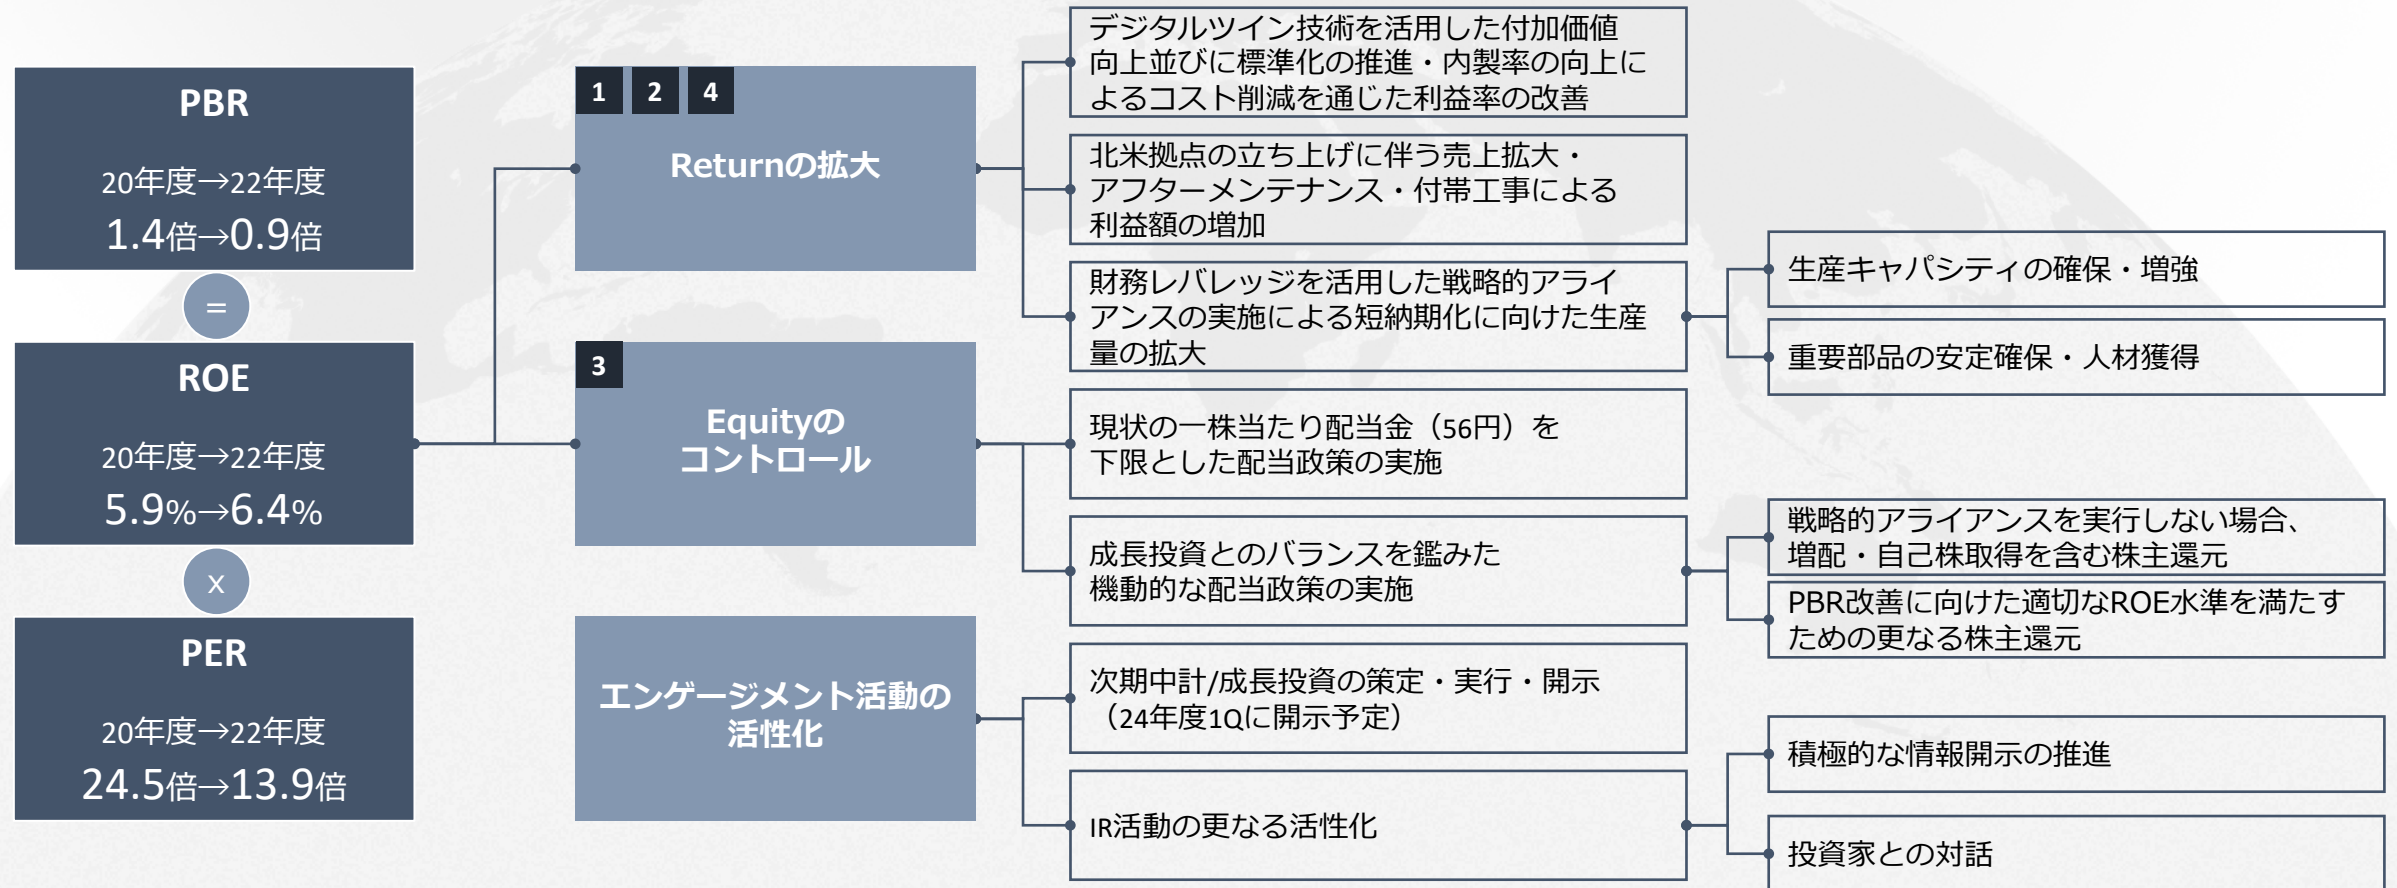 PBR
20年度→22年度
1.4倍→0.9倍
=
ROE
20年度→22年度
5.9%→6.4%
x
PER
20年度→22年度
24.5倍→13.9倍
1 2 4
Returnの拡大
3
Equityの
コントロール
エンゲージメント活動の
活性化
デジタルツイン技術を活用した付加価値
向上並びに標準化の推進・内製率の向上に
よるコスト削減を通じた利益率の改善
北米拠点の立ち上げに伴う売上拡大・
アフターメンテナンス・付帯工事による
利益額の増加
財務レバレッジを活用した戦略的アライ
アンスの実施による短納期化に向けた生産
量の拡大
現状の一株当たり配当金（56円）を
下限とした配当政策の実施
成長投資とのバランスを鑑みた
機動的な配当政策の実施
次期中計/成長投資の策定・実行・開示
（24年度1Qに開示予定）
IR活動の更なる活性化
生産キャパシティの確保・増強
重要部品の安定確保・人材獲得
戦略的アライアンスを実行しない場合、
増配・自己株取得を含む株主還元
PBR改善に向けた適切なROE水準を満たす
ための更なる株主還元
積極的な情報開示の推進
投資家との対話